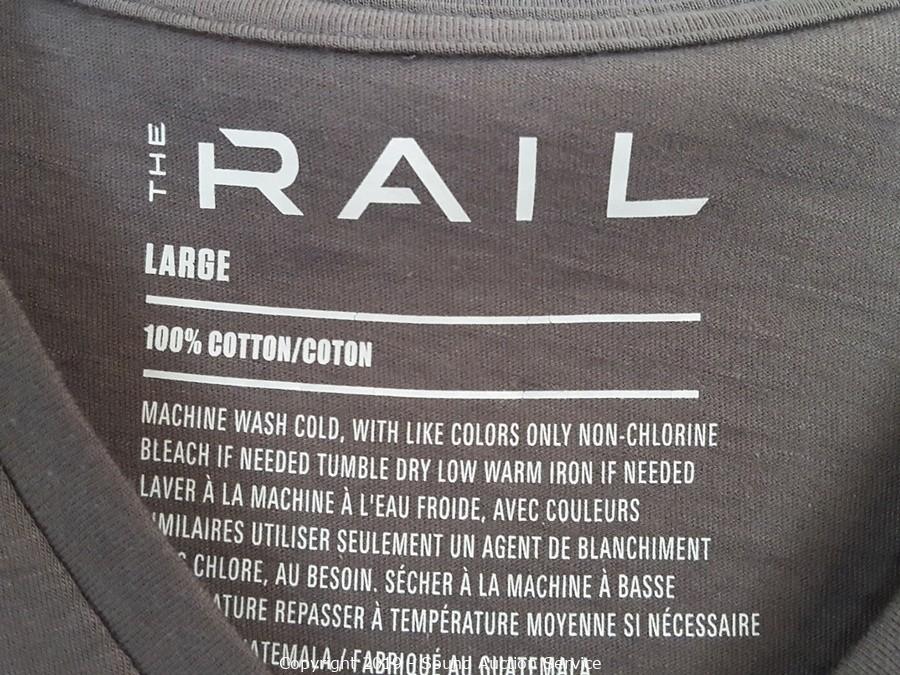 THE RAIL
LARGE
100% COTTON/COTON
MACHINE WASH COLD, WITH LIKE COLORS ONLY NON-CHLORINE
BLEACH IF NEEDED TUMBLE DRY LOW WARM IRON IF NEEDED
LAVER À LA MACHINE À L'EAU FROIDE, AVEC COULEURS
IMILAIRES UTILISER SEULEMENT UN AGENT DE BLANCHIMENT
CHLORE, AU BESOIN. SÉCHER À LA MACHINE À BASSE
ATURE REPASSER À TEMPÉRATURE MOYENNE SI NÉCESSAIRE
ATEMALA / FABRIQUÉ AU GUATEMALA
Copyright 2019 - Sound Auction Service